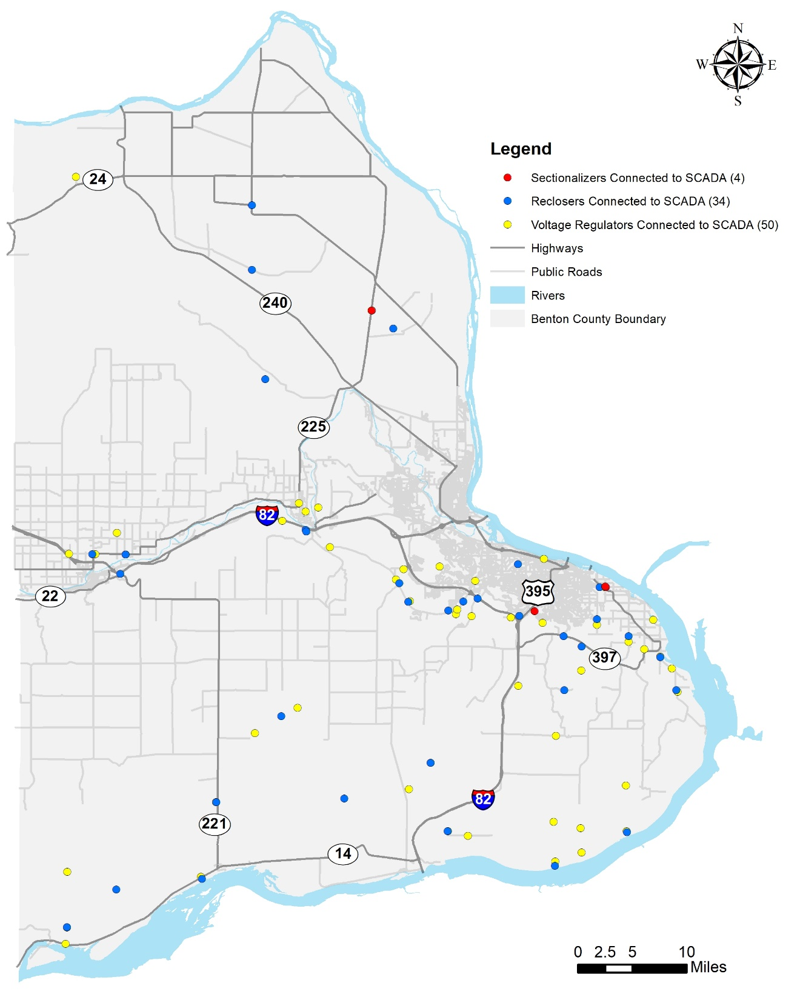 N
W E
S
Legend
Sectionalizers Connected to SCADA (4)
Reclosers Connected to SCADA (34)
Voltage Regulators Connected to SCADA (50)
Highways
Public Roads
Rivers
Benton County Boundary
24
240
225
82
22
395
397
82
221
14
0 2.5 5 10
Miles